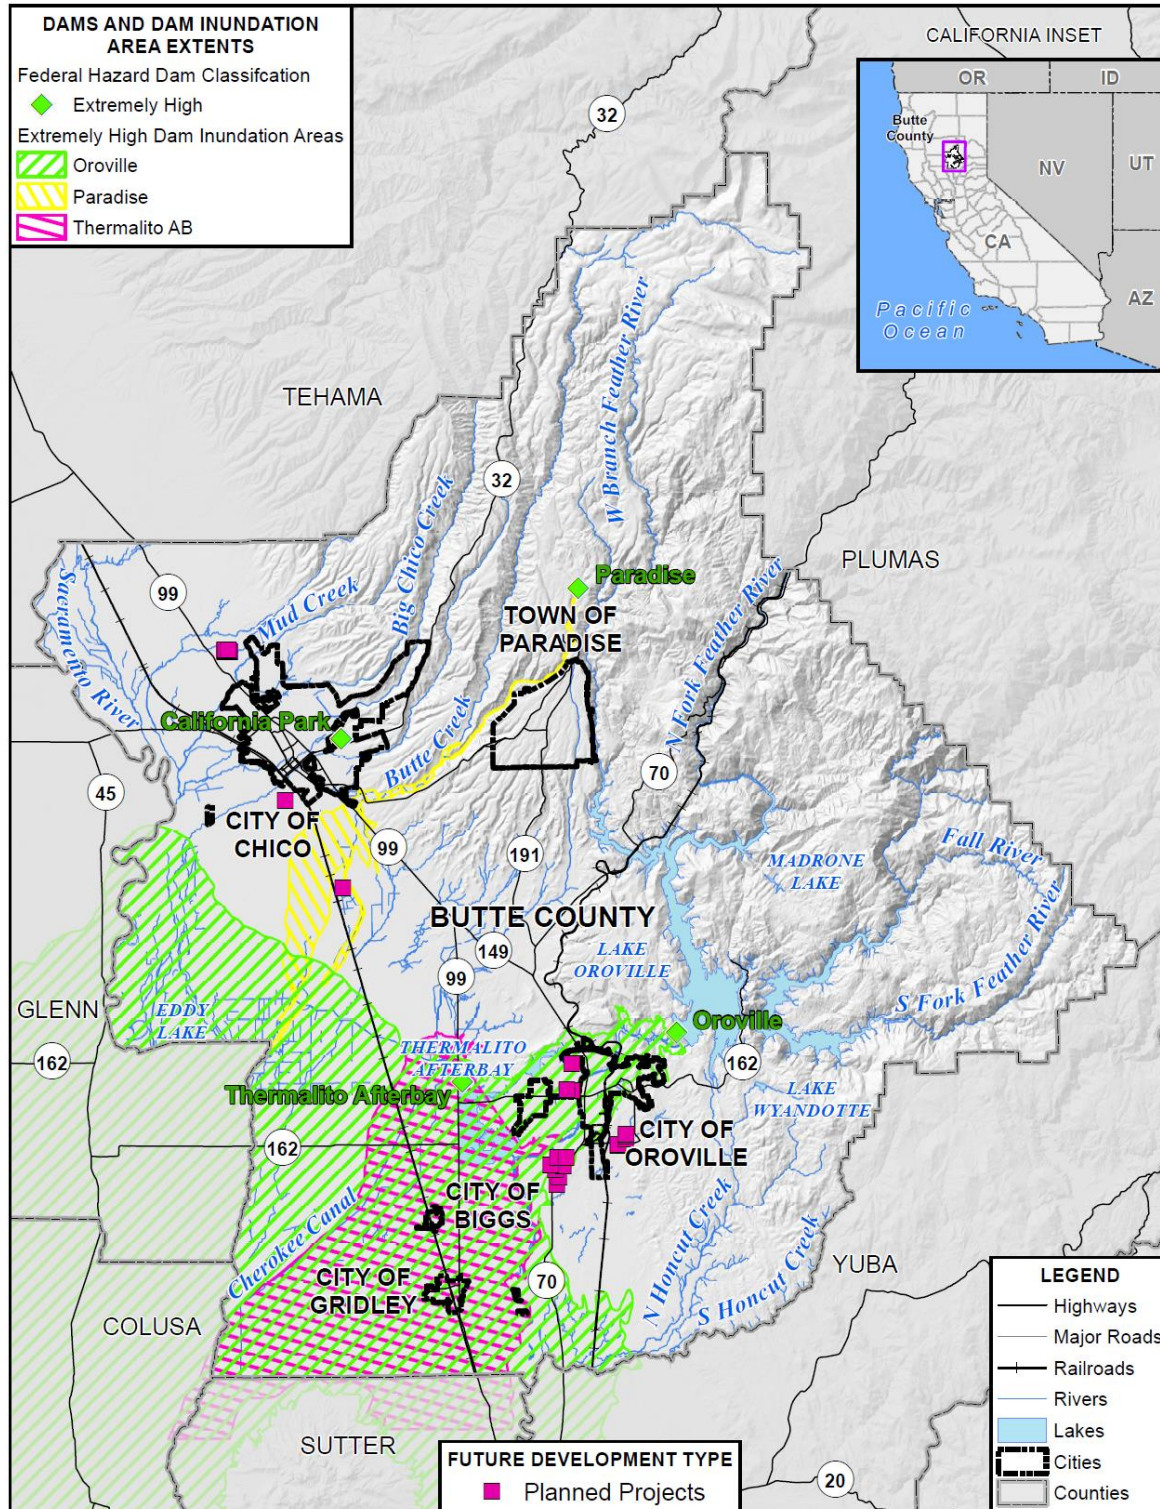 DAMS AND DAM INUNDATION
AREA EXTENTS
Federal Hazard Dam Classifcation
Extremely High
Extremely High Dam Inundation Areas
Oroville
Paradise
Thermalito AB
CALIFORNIA INSET
OR
ID
Butte
County
NV
UT
CA
AZ
Pacific
Ocean
32
TEHAMA
W Branch Feather River
32
Big Chico Creek
PLUMAS
Sacramento River
99
Mud Creek
Paradise
TOWN OF
PARADISE
N Fork Feather River
California Park
Butte Creek
70
45
CITY OF
CHICO
99
191
MADRONE
LAKE
Fall River
BUTTE COUNTY
149
LAKE
OROVILLE
99
S Fork Feather River
GLENN
EDDY
LAKE
Oroville
162
THERMALITO
AFTERBAY
162
Thermalito Afterbay
LAKE
WYANDOTTE
162
CITY OF
OROVILLE
CITY OF
BIGGS
Cherokee Canal
N Honcut Creek
S Honcut Creek
CITY OF
GRIDLEY
70
YUBA
COLUSA
SUTTER
20
LEGEND
Highways
Major Roads
Railroads
Rivers
Lakes
Cities
Counties
FUTURE DEVELOPMENT TYPE
Planned Projects